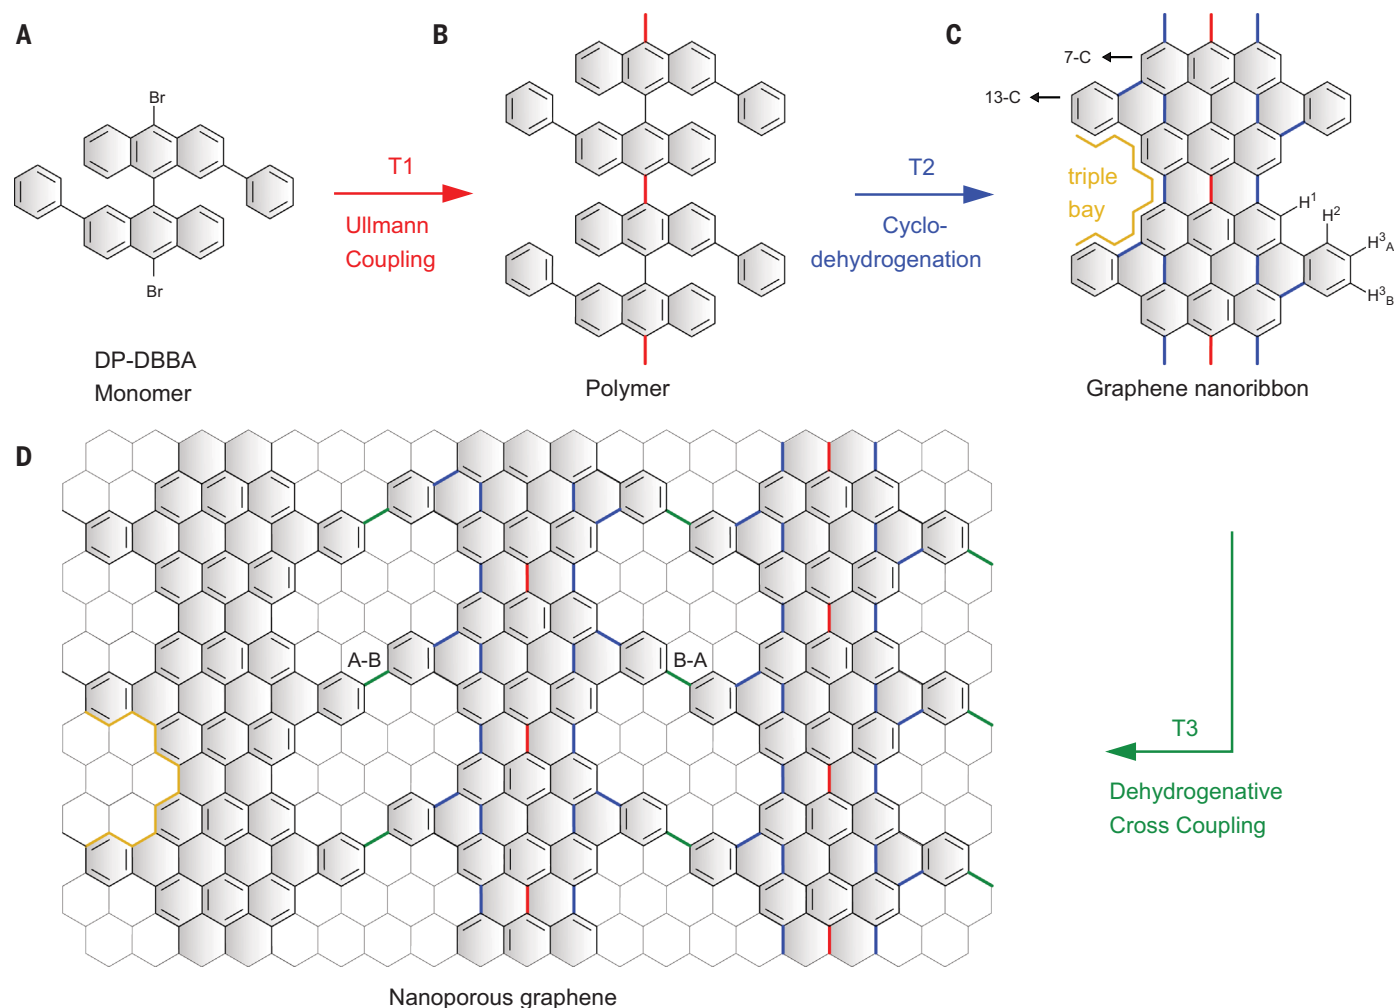 A
Br
Br
DP-DBBA
Monomer
T1
Ullmann
Coupling
B
Polymer
T2
Cyclo-
dehydrogenation
C
7-C
13-C
triple
bay
H1
H2
H3A
H3B
Graphene nanoribbon
D
A-B
B-A
T3
Dehydrogenative
Cross Coupling
Nanoporous graphene